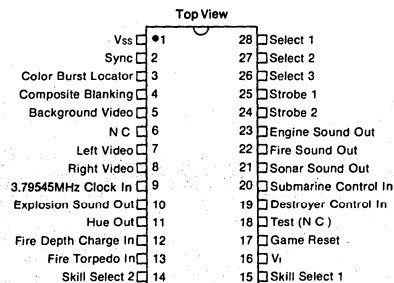 Top View
Vss 1 28 Select 1
Sync 2 27 Select 2
Color Burst Locator 3 26 Select 3
Composite Blanking 4 25 Strobe 1
Background Video 5 24 Strobe 2
N C 6 23 Engine Sound Out
Left Video 7 22 Fire Sound Out
Right Video 8 21 Sonar Sound Out
3.79545MHz Clock In 9 20 Submarine Control In
Explosion Sound Out 10 19 Destroyer Control In
Hue Out 11 18 Test (N C)
Fire Depth Charge In 12 17 Game Reset
Fire Torpedo In 13 16 VI
Skill Select 2 14 15 Skill Select 1